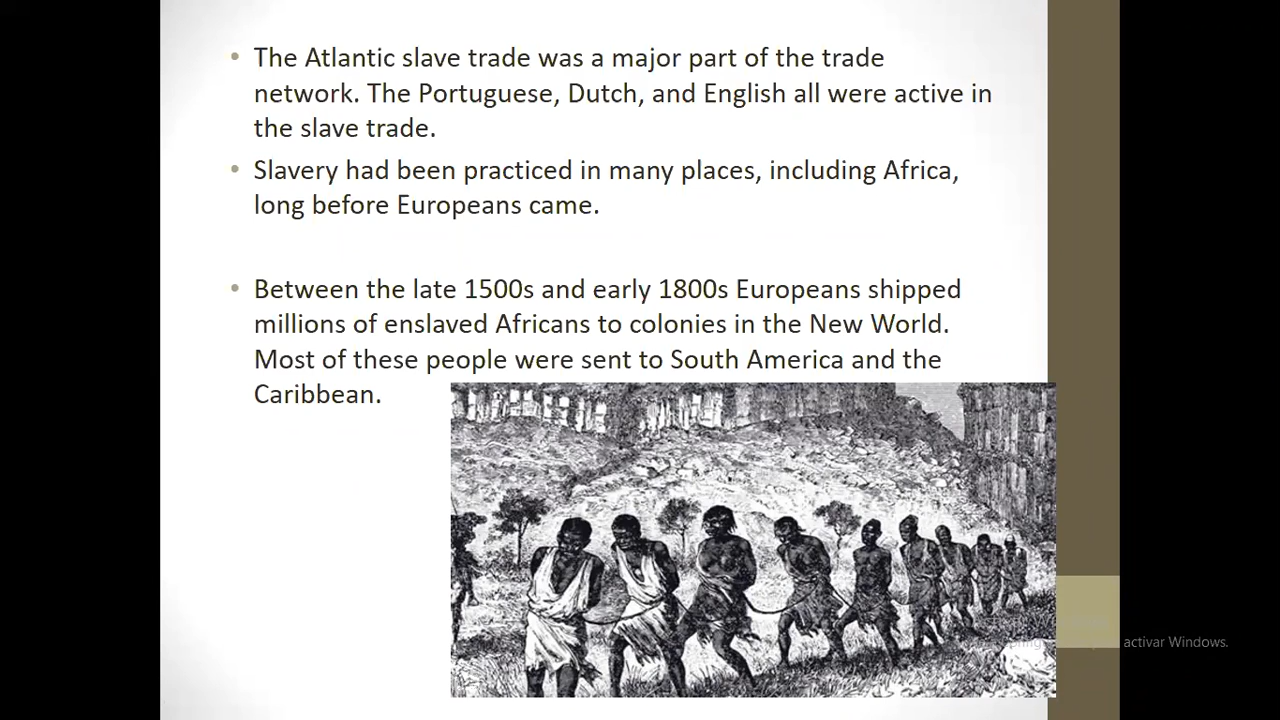 • The Atlantic slave trade was a major part of the trade
network. The Portuguese, Dutch, and English all were active in
the slave trade.
• Slavery had been practiced in many places, including Africa,
long before Europeans came.
• Between the late 1500s and early 1800s Europeans shipped
millions of enslaved Africans to colonies in the New World.
Most of these people were sent to South America and the
Caribbean.
activar Windows.